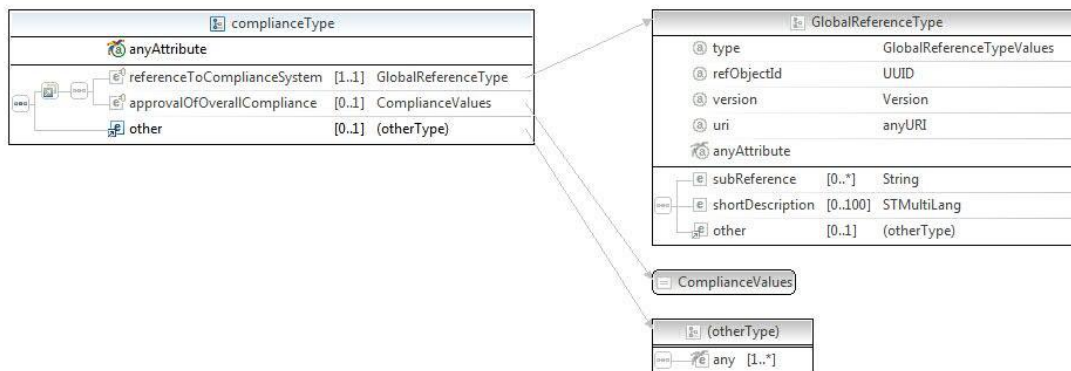 complianceType
anyAttribute
referenceToComplianceSystem [1..1] GlobalReferenceType
approvalOfOverallCompliance [0..1] ComplianceValues
other [0..1] (otherType)
GlobalReferenceType
type GlobalReferenceTypeValues
refObjectId UUID
version Version
uri anyURI
anyAttribute
subReference [0..*] String
shortDescription [0..100] STMultiLang
other [0..1] (otherType)
ComplianceValues
(otherType)
any [1..*]